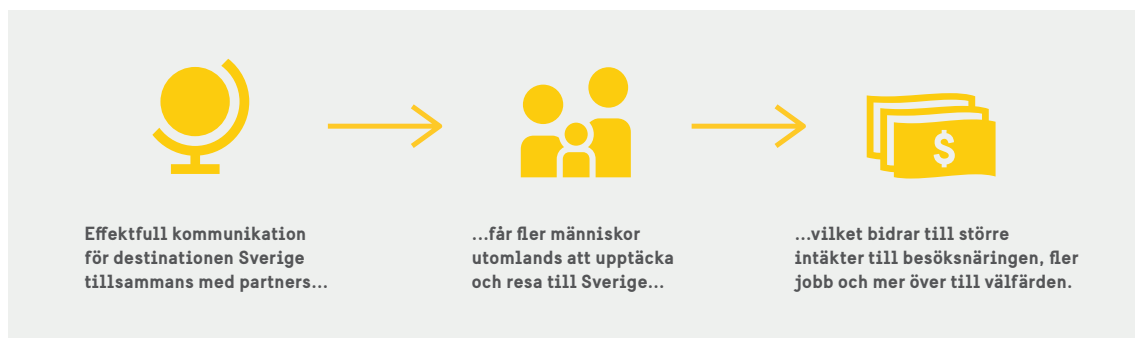 $
Effektfull kommunikation
för destinationen Sverige
tillsammans med partners...
...får fler människor
utomlands att upptäcka
och resa till Sverige...
...vilket bidrar till större
intäkter till besöksnäringen, fler
jobb och mer över till välfärden.